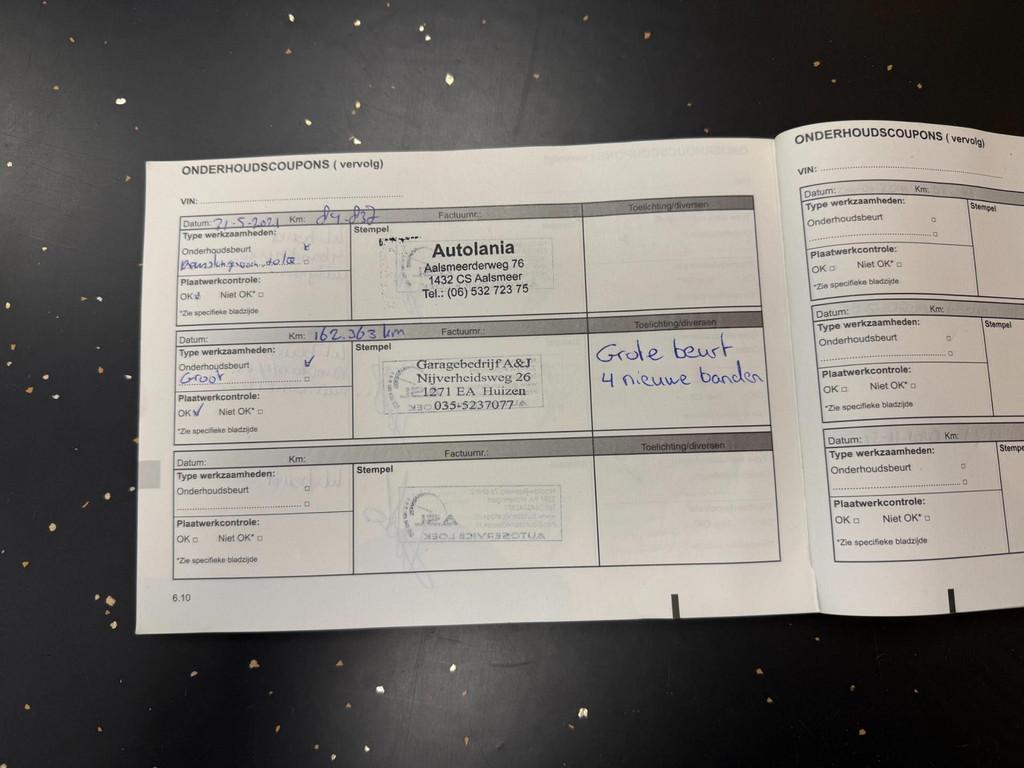 ONDERHOUDSCOUPONS ( vervolg)
VIN:
Datum: 21-5-2021 Km: 84.837 Factuurnr.: Toelichting/diversen
Type werkzaamheden:
Onderhoudsbeurt
Plaatwerkcontrole:
OK Niet OK*
*Zie specifieke bladzijde
Stempel
Autolania
Aalsmeerderweg 76
1432 CS Aalsmeer
Tel.: (06) 532 723 75
Datum: Km: 162.363 km Factuurnr.: Toelichting/diversen
Type werkzaamheden:
Onderhoudsbeurt
Groot
Plaatwerkcontrole:
OK Niet OK*
*Zie specifieke bladzijde
Stempel
Garagebedrijf A&J
Nijverheidsweg 26
1271 EA Huizen
035-5237077
Grote beurt
4 nieuwe banden
Datum: Km: Factuurnr.: Toelichting/diversen
Type werkzaamheden:
Onderhoudsbeurt
Plaatwerkcontrole:
OK Niet OK*
*Zie specifieke bladzijde
Stempel
6.10
ONDERHOUDSCOUPONS ( vervolg)
VIN:
Datum: Km:
Type werkzaamheden:
Onderhoudsbeurt
Plaatwerkcontrole:
OK Niet OK*
*Zie specifieke bladzijde
Stempel
Datum: Km:
Type werkzaamheden:
Onderhoudsbeurt
Plaatwerkcontrole:
OK Niet OK*
*Zie specifieke bladzijde
Stempel
Datum: Km:
Type werkzaamheden:
Onderhoudsbeurt
Plaatwerkcontrole:
OK Niet OK*
*Zie specifieke bladzijde